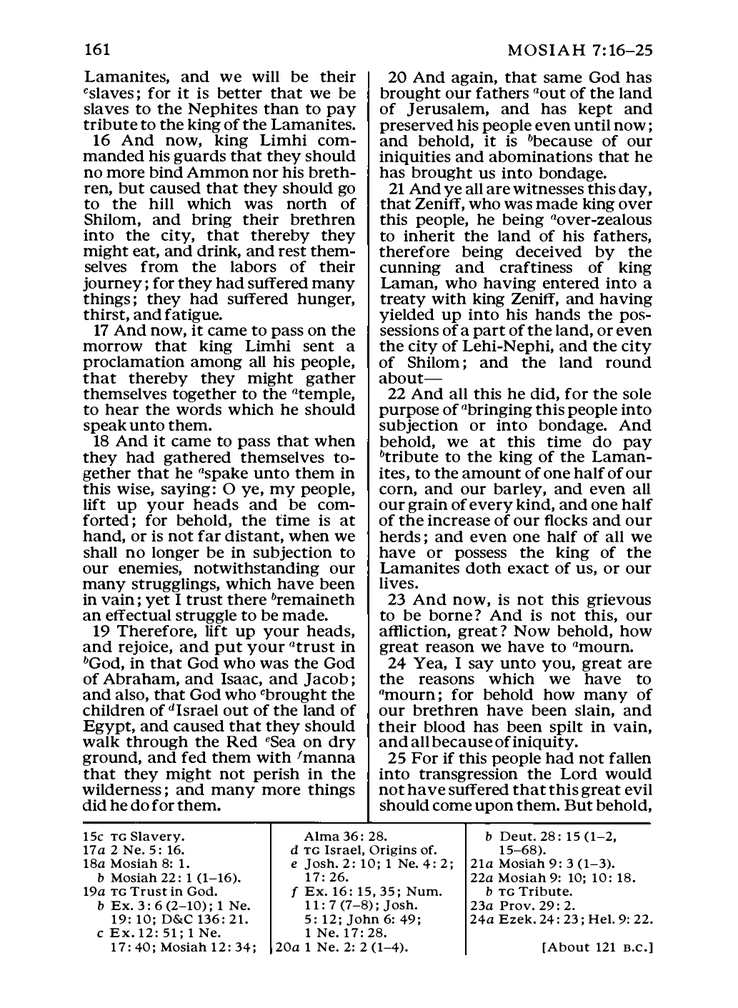 161
MOSIAH 7:16–25
Lamanites, and we will be their
eslaves; for it is better that we be
slaves to the Nephites than to pay
tribute to the king of the Lamanites.
16 And now, king Limhi com-
manded his guards that they should
no more bind Ammon nor his breth-
ren, but caused that they should go
to the hill which was north of
Shilom, and bring their brethren
into the city, that thereby they
might eat, and drink, and rest them-
selves from the labors of their
journey; for they had suffered many
things; they had suffered hunger,
thirst, and fatigue.
17 And now, it came to pass on the
morrow that king Limhi sent a
proclamation among all his people,
that thereby they might gather
themselves together to the atemple,
to hear the words which he should
speak unto them.
18 And it came to pass that when
they had gathered themselves to-
gether that he aspake unto them in
this wise, saying: O ye, my people,
lift up your heads and be com-
forted; for behold, the time is at
hand, or is not far distant, when we
shall no longer be in subjection to
our enemies, notwithstanding our
many strugglings, which have been
in vain; yet I trust there bremaineth
an effectual struggle to be made.
19 Therefore, lift up your heads,
and rejoice, and put your atrust in
bGod, in that God who was the God
of Abraham, and Isaac, and Jacob;
and also, that God who cbrought the
children of dIsrael out of the land of
Egypt, and caused that they should
walk through the Red eSea on dry
ground, and fed them with fmanna
that they might not perish in the
wilderness; and many more things
did he do for them.
20 And again, that same God has
brought our fathers aout of the land
of Jerusalem, and has kept and
preserved his people even until now;
and behold, it is bbecause of our
iniquities and abominations that he
has brought us into bondage.
21 And ye all are witnesses this day,
that Zeniff, who was made king over
this people, he being aover-zealous
to inherit the land of his fathers,
therefore being deceived by the
cunning and craftiness of king
Laman, who having entered into a
treaty with king Zeniff, and having
yielded up into his hands the pos-
sessions of a part of the land, or even
the city of Lehi-Nephi, and the city
of Shilom; and the land round
about—
22 And all this he did, for the sole
purpose of abringing this people into
subjection or into bondage. And
behold, we at this time do pay
btribute to the king of the Laman-
ites, to the amount of one half of our
corn, and our barley, and even all
our grain of every kind, and one half
of the increase of our flocks and our
herds; and even one half of all we
have or possess the king of the
Lamanites doth exact of us, or our
lives.
23 And now, is not this grievous
to be borne? And is not this, our
affliction, great? Now behold, how
great reason we have to amourn.
24 Yea, I say unto you, great are
the reasons which we have to
amourn; for behold how many of
our brethren have been slain, and
their blood has been spilt in vain,
and all because of iniquity.
25 For if this people had not fallen
into transgression the Lord would
not have suffered that this great evil
should come upon them. But behold,
15c TG Slavery.
17a 2 Ne. 5: 16.
18a Mosiah 8: 1.
b Mosiah 22: 1 (1–16).
19a TG Trust in God.
b Ex. 3: 6 (2–10); 1 Ne.
19: 10; D&C 136: 21.
c Ex. 12: 51; 1 Ne.
17: 40; Mosiah 12: 34;
Alma 36: 28.
d TG Israel, Origins of.
e Josh. 2: 10; 1 Ne. 4: 2;
17: 26.
f Ex. 16: 15, 35; Num.
11: 7 (7–8); Josh.
5: 12; John 6: 49;
1 Ne. 17: 28.
20a 1 Ne. 2: 2 (1–4).
b Deut. 28: 15 (1–2,
15–68).
21a Mosiah 9: 3 (1–3).
22a Mosiah 9: 10; 10: 18.
b TG Tribute.
23a Prov. 29: 2.
24a Ezek. 24: 23; Hel. 9: 22.
[About 121 B.C.]